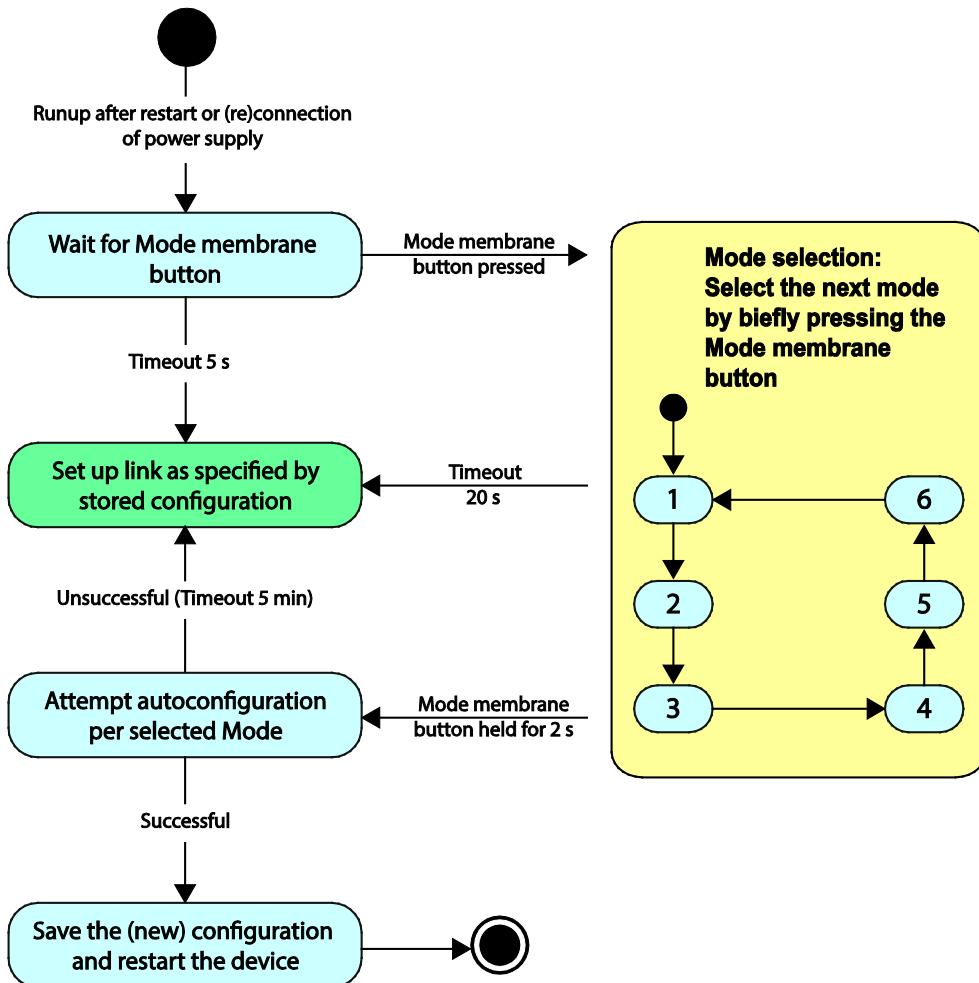 Runup after restart or (re)connection
of power supply
Wait for Mode membrane
button
Mode membrane
button pressed
Timeout 5 s
Set up link as specified by
stored configuration
Timeout
20 s
Unsuccessful (Timeout 5 min)
Attempt autoconfiguration
per selected Mode
Mode membrane
button held for 2 s
Successful
Save the (new) configuration
and restart the device
Mode selection:
Select the next mode
by biefly pressing the
Mode membrane
button
1
6
2
5
3
4